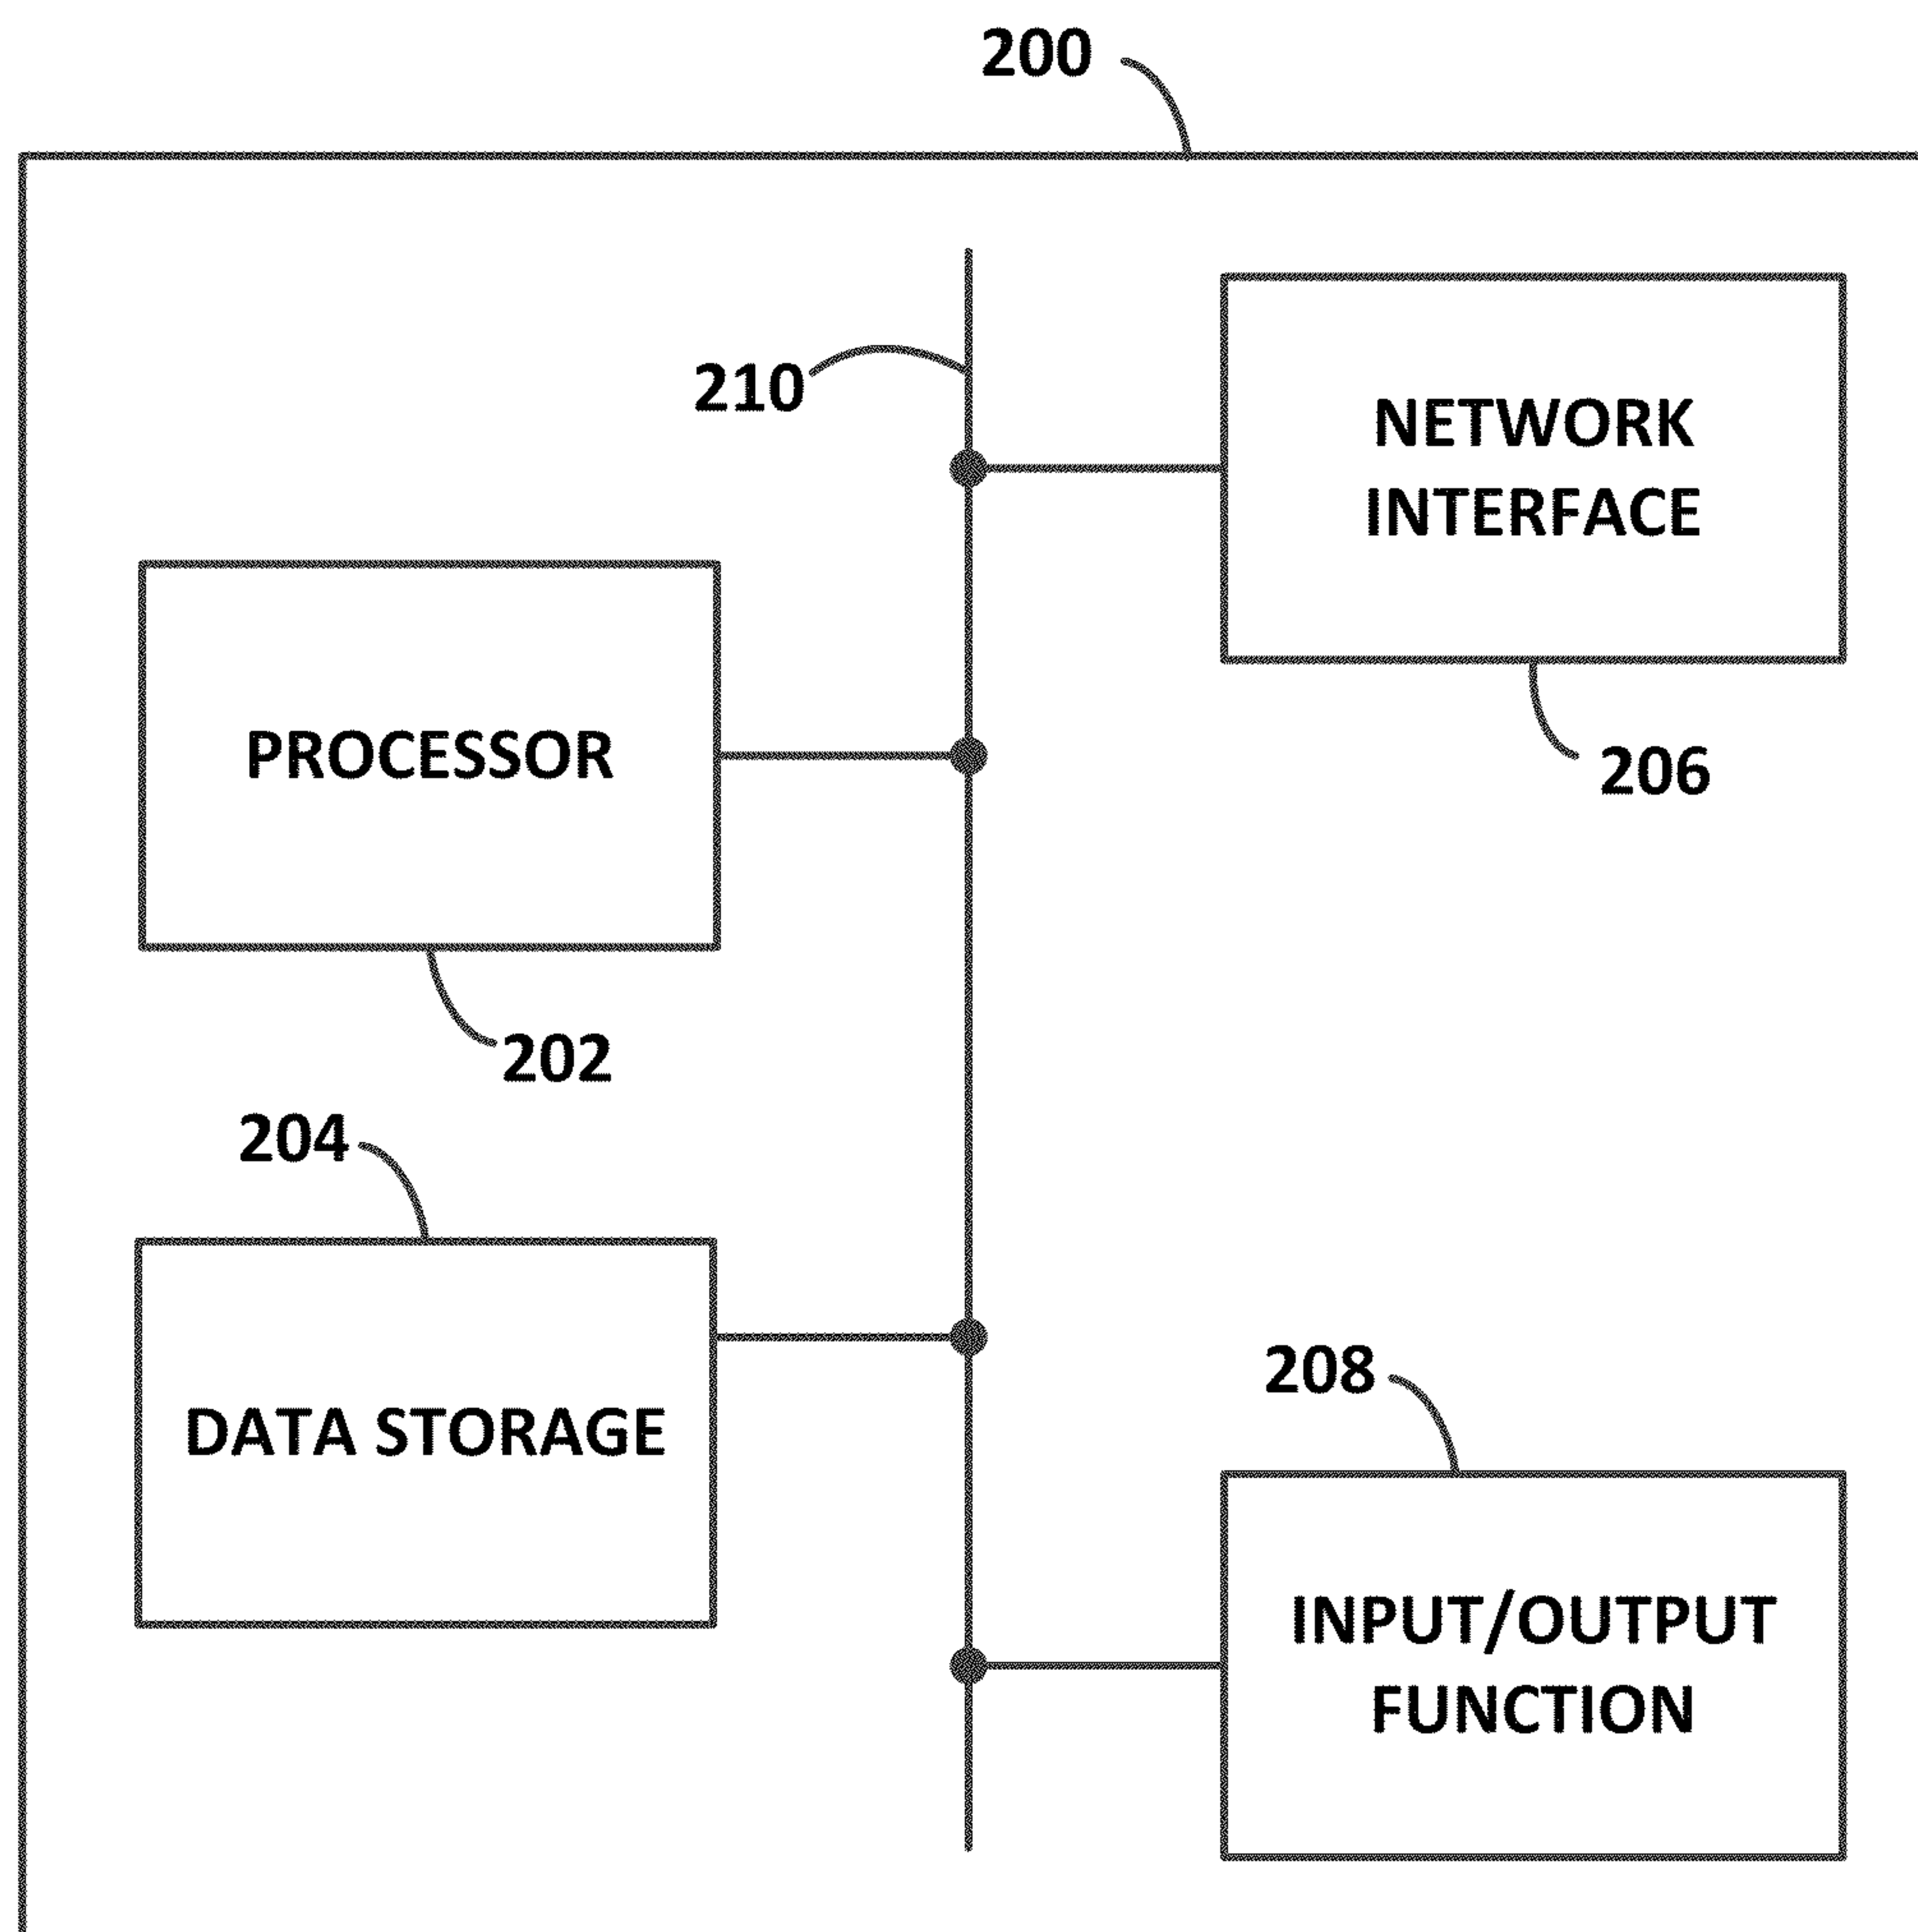 200
210
NETWORK
INTERFACE
206
PROCESSOR
202
204
DATA STORAGE
208
INPUT/OUTPUT
FUNCTION